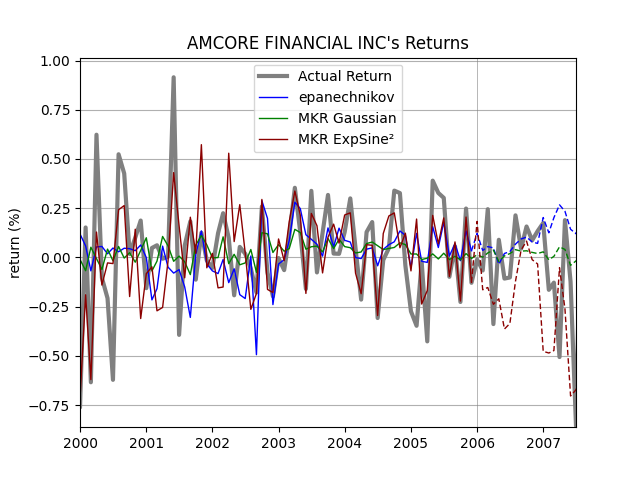 AMCORE FINANCIAL INC's Returns
Actual Return
epanechnikov
MKR Gaussian
MKR ExpSine²
return (%)
1.00
0.75
0.50
0.25
0.00
−0.25
−0.50
−0.75
2000 2001 2002 2003 2004 2005 2006 2007